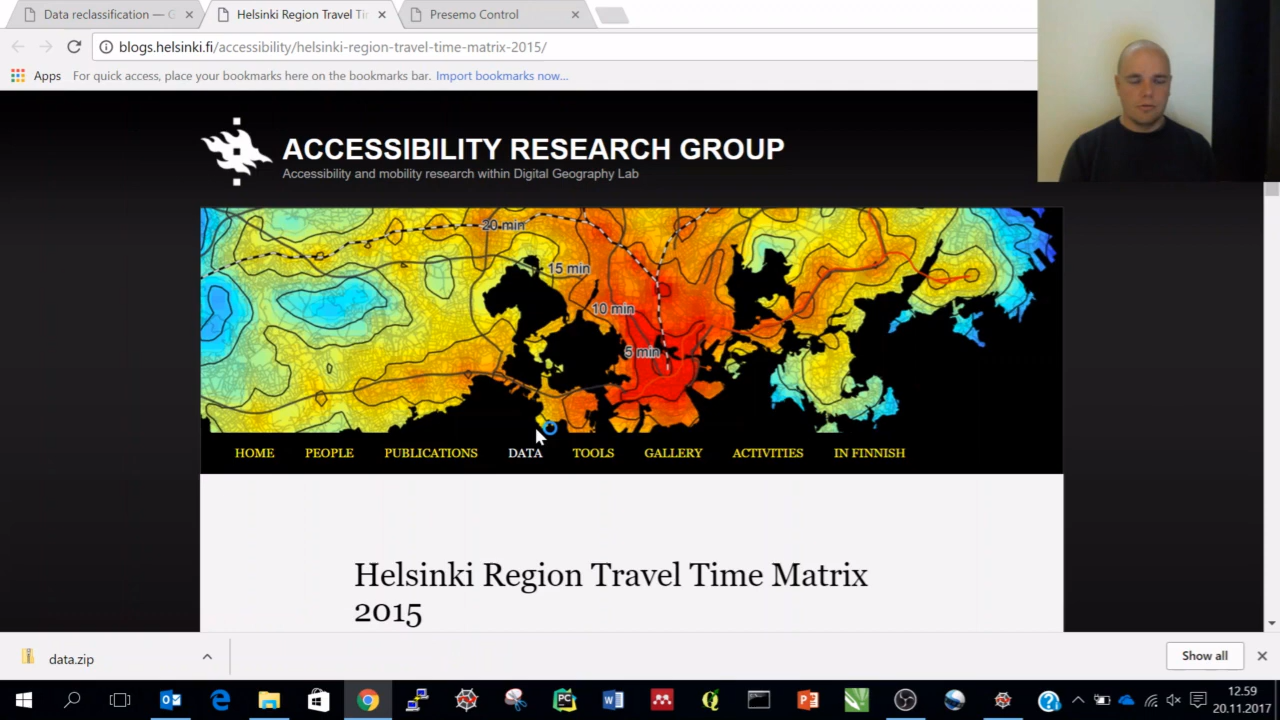 Data reclassification — G
Helsinki Region Travel Ti
Presemo Control
blogs.helsinki.fi/accessibility/helsinki-region-travel-time-matrix-2015/
Apps For quick access, place your bookmarks here on the bookmarks bar. Import bookmarks now...
ACCESSIBILITY RESEARCH GROUP
Accessibility and mobility research within Digital Geography Lab
20 min
15 min
10 min
5 min
HOME PEOPLE PUBLICATIONS DATA TOOLS GALLERY ACTIVITIES IN FINNISH
Helsinki Region Travel Time Matrix
2015
data.zip
Show all
12.59
20.11.2017